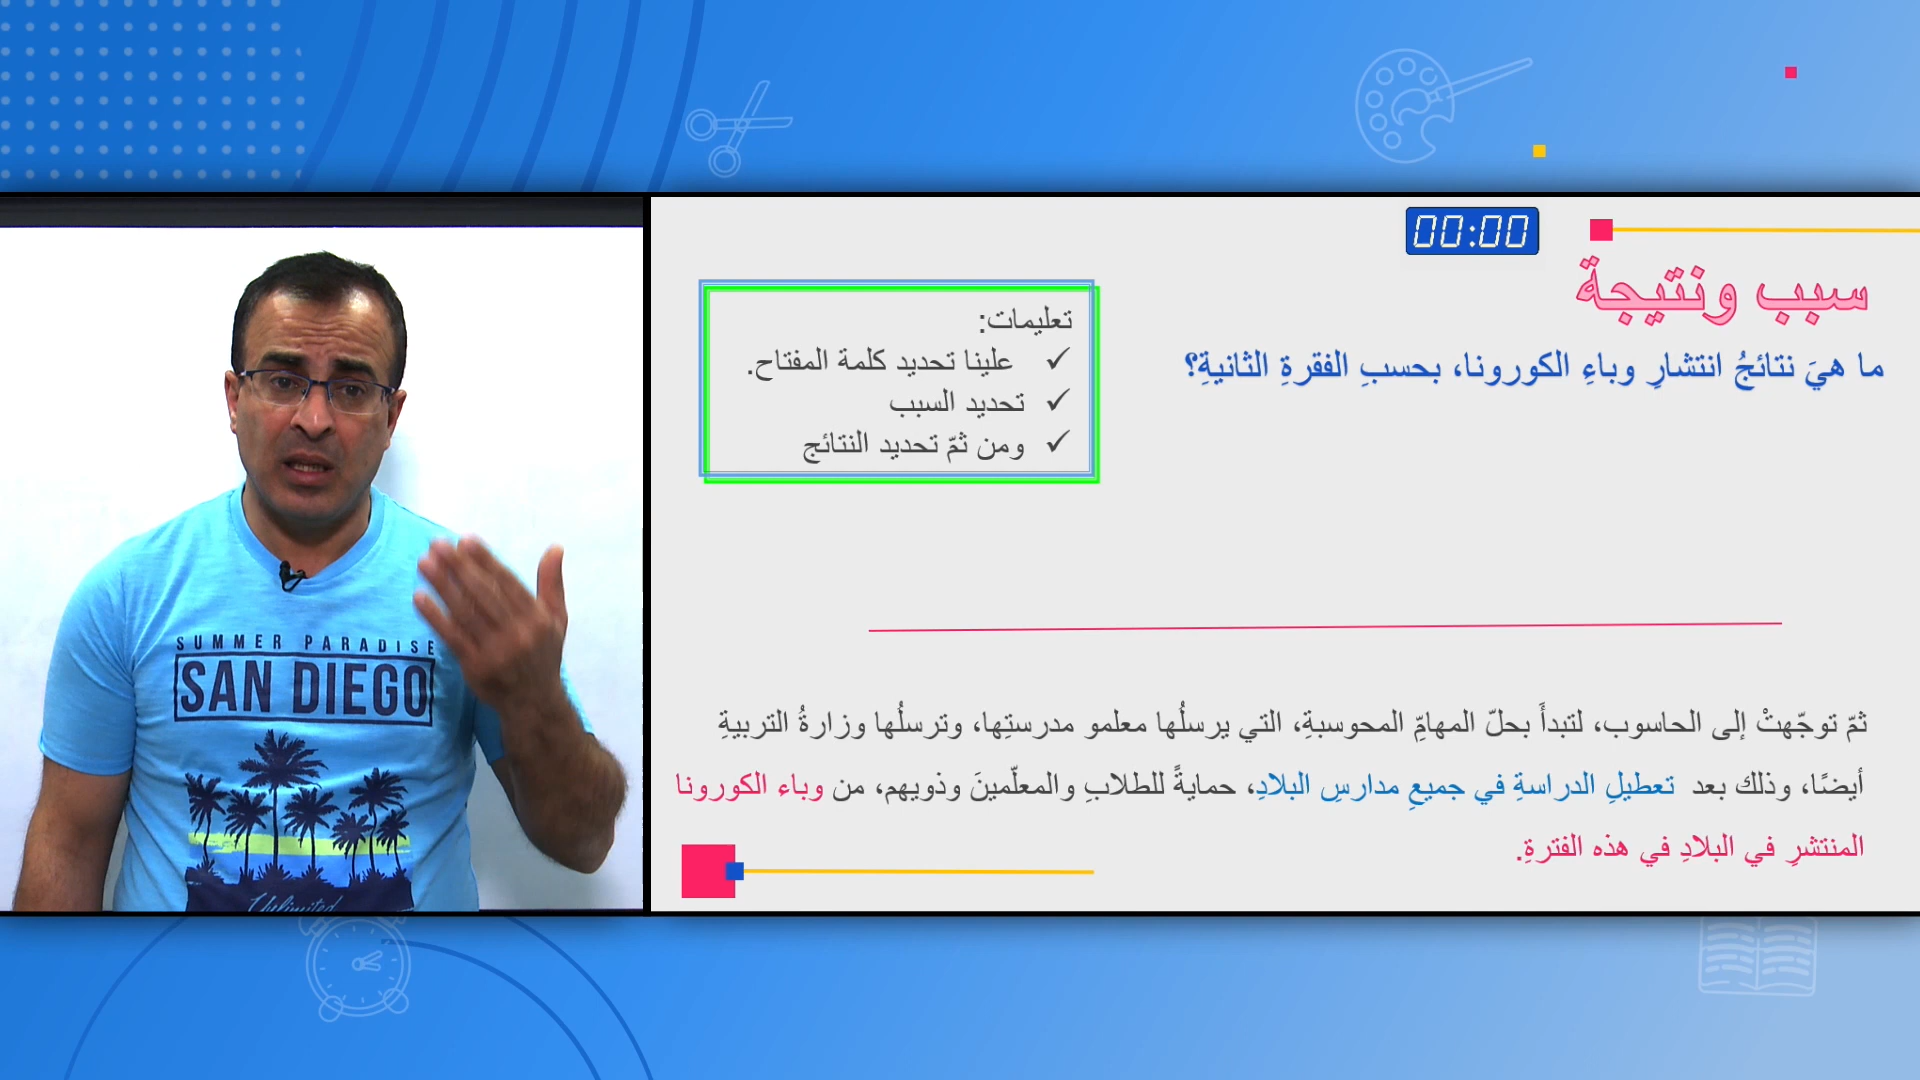 00:00
سبب ونتيجة
ما هيَ نتائجُ انتشارِ وباءِ الكورونا، بحسبِ الفقرةِ الثانيةِ؟
تعليمات:
✓ علينا تحديد كلمة المفتاح.
✓ تحديد السبب
✓ ومن ثمّ تحديد النتائج
ثمّ توجّهتْ إلى الحاسوب، لتبدأَ بحلّ المهامِّ المحوسبةِ، التي يرسلُها معلمو مدرستِها، وترسلُها وزارةُ التربيةِ
أيضًا، وذلك بعد تعطيلِ الدراسةِ في جميعِ مدارسِ البلادِ، حمايةً للطلابِ والمعلّمينَ وذويهم، من وباء الكورونا
المنتشرِ في البلادِ في هذه الفترةِ.
SUMMER PARADISE
SAN DIEGO
Unlimited